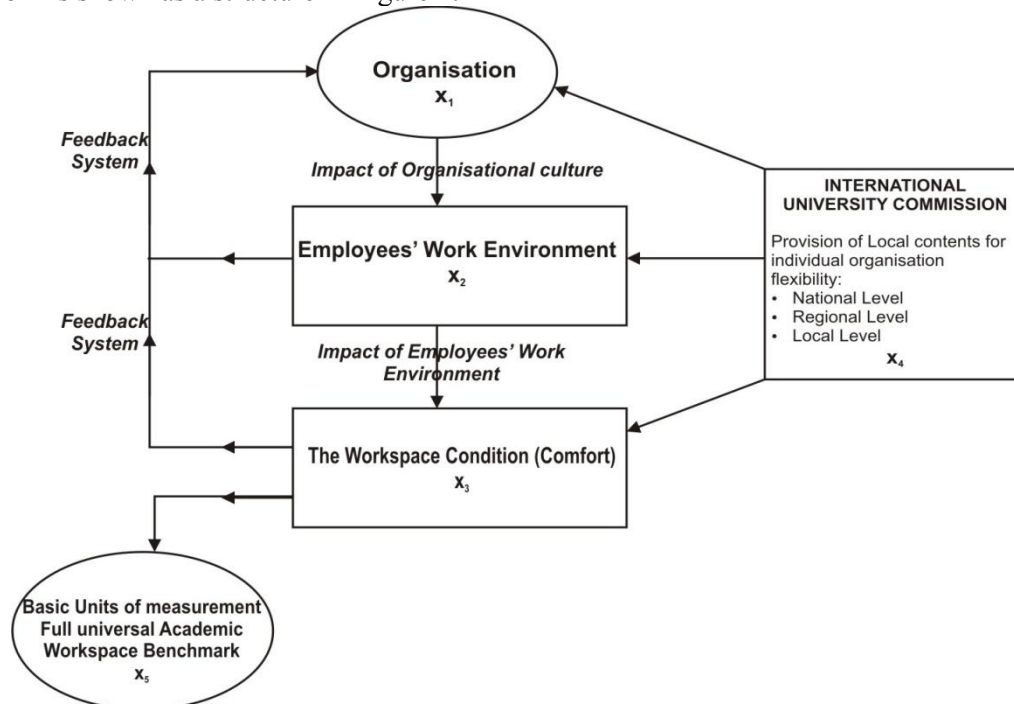 Organisation
x₁
Feedback
System
Impact of Organisational culture
INTERNATIONAL
UNIVERSITY COMMISSION
Provision of Local contents for
individual organisation
flexibility:
• National Level
• Regional Level
• Local Level
x₄
Employees' Work Environment
x₂
Feedback
System
Impact of Employees' Work
Environment
The Workspace Condition (Comfort)
x₃
Basic Units of measurement
Full universal Academic
Workspace Benchmark
x₅